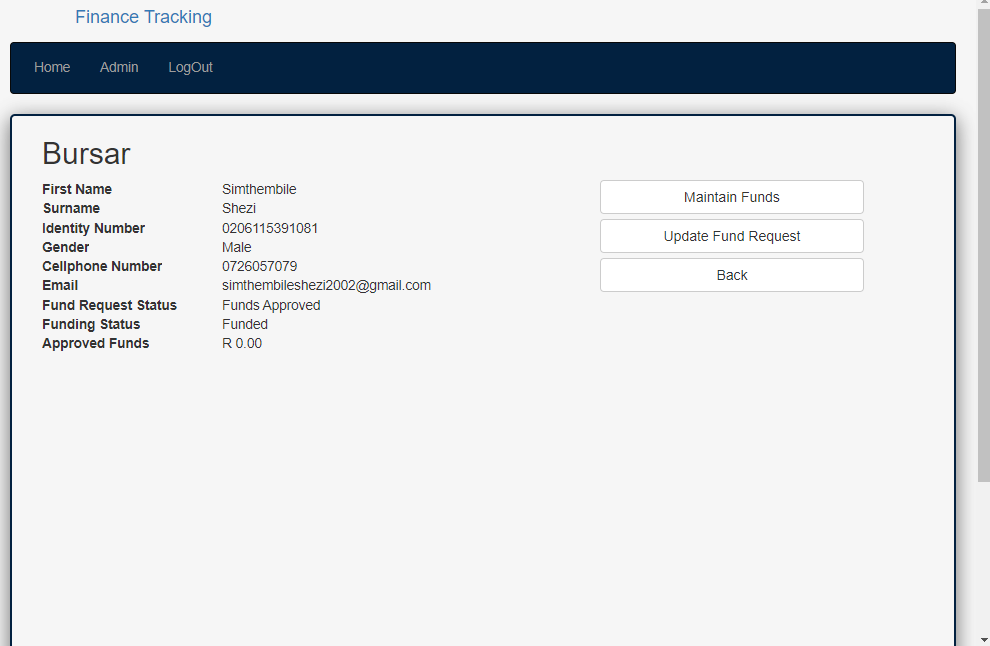 Finance Tracking
Home Admin LogOut
Bursar
First Name Simthembile
Surname Shezi
Identity Number 0206115391081
Gender Male
Cellphone Number 0726057079
Email simthembileshezi2002@gmail.com
Fund Request Status Funds Approved
Funding Status Funded
Approved Funds R 0.00
Maintain Funds
Update Fund Request
Back